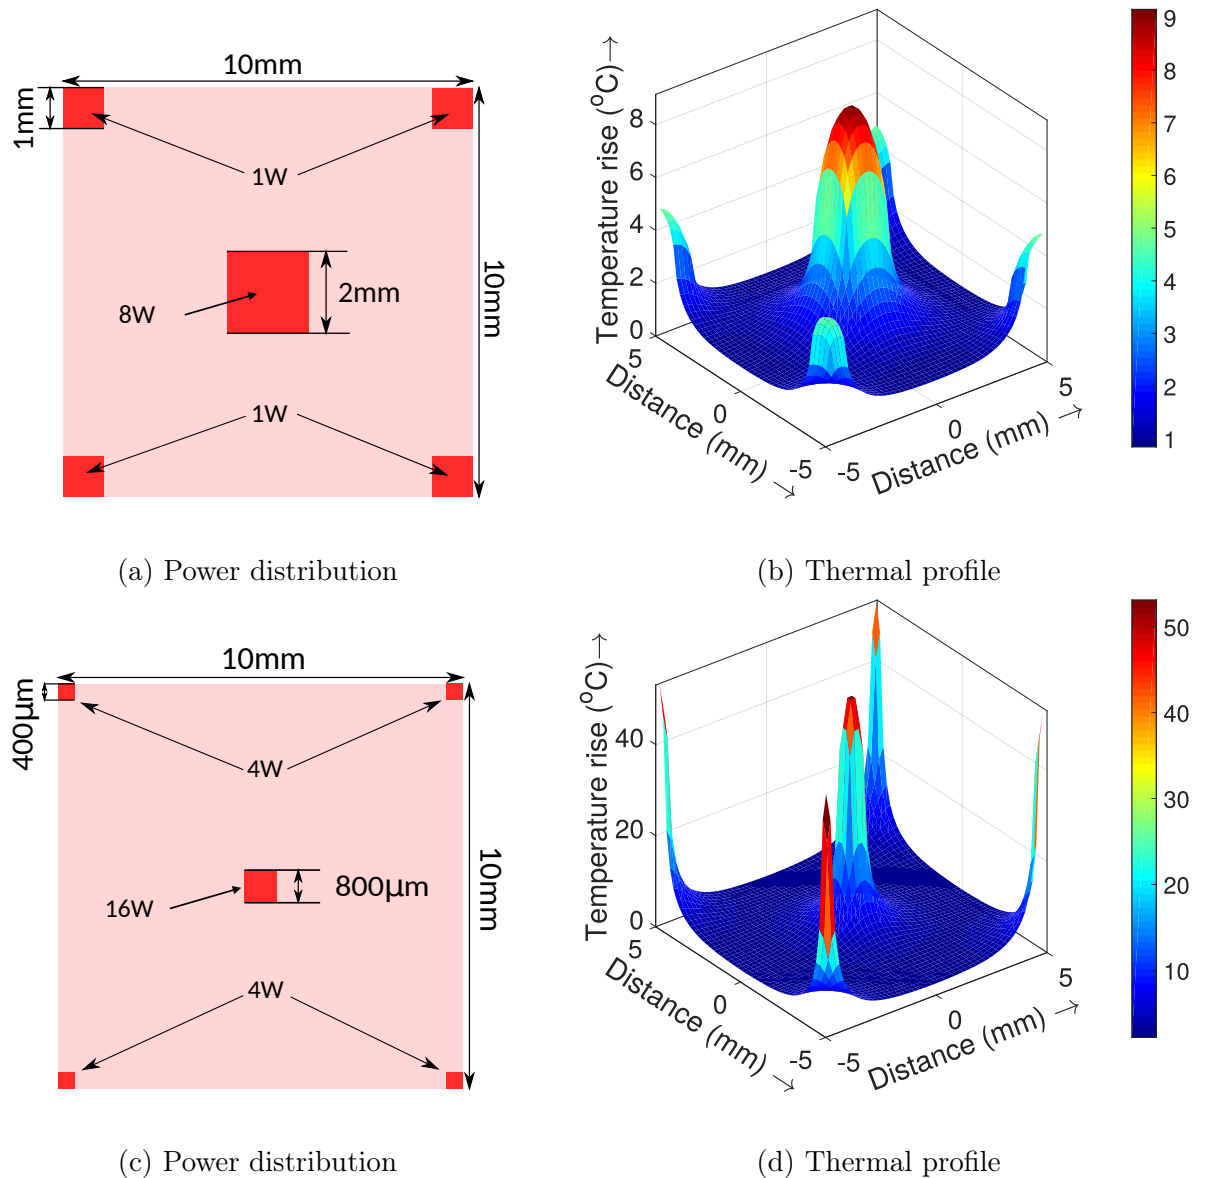 10mm
1mm
1W
8W
2mm
10mm
1W
(a) Power distribution
Temperature rise (°C)→
8
6
4
2
0
5
0
-5
Distance (mm) →
-5
0
5
Distance (mm) →
9
8
7
6
5
4
3
2
1
(b) Thermal profile
10mm
400µm
4W
16W
800µm
10mm
4W
(c) Power distribution
Temperature rise (°C)→
40
20
0
5
0
-5
Distance (mm) →
-5
0
5
Distance (mm) →
50
40
30
20
10
(d) Thermal profile